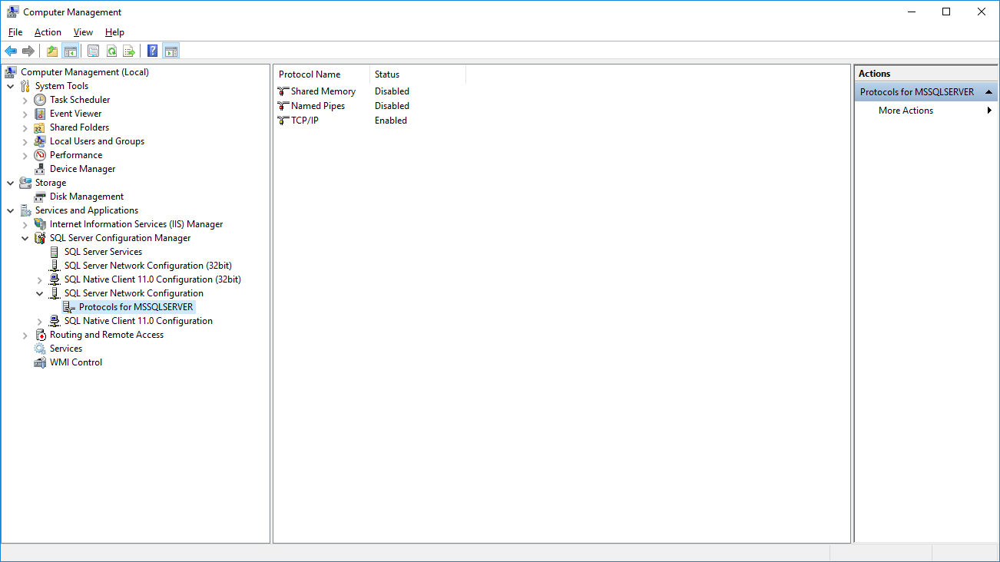 Computer Management
File Action View Help
Computer Management (Local)
System Tools
Task Scheduler
Event Viewer
Shared Folders
Local Users and Groups
Performance
Device Manager
Storage
Disk Management
Services and Applications
Internet Information Services (IIS) Manager
SQL Server Configuration Manager
SQL Server Services
SQL Server Network Configuration (32bit)
SQL Native Client 11.0 Configuration (32bit)
SQL Server Network Configuration
Protocols for MSSQLSERVER
SQL Native Client 11.0 Configuration
Routing and Remote Access
Services
WMI Control
Protocol Name Status
Shared Memory Disabled
Named Pipes Disabled
TCP/IP Enabled
Actions
Protocols for MSSQLSERVER
More Actions